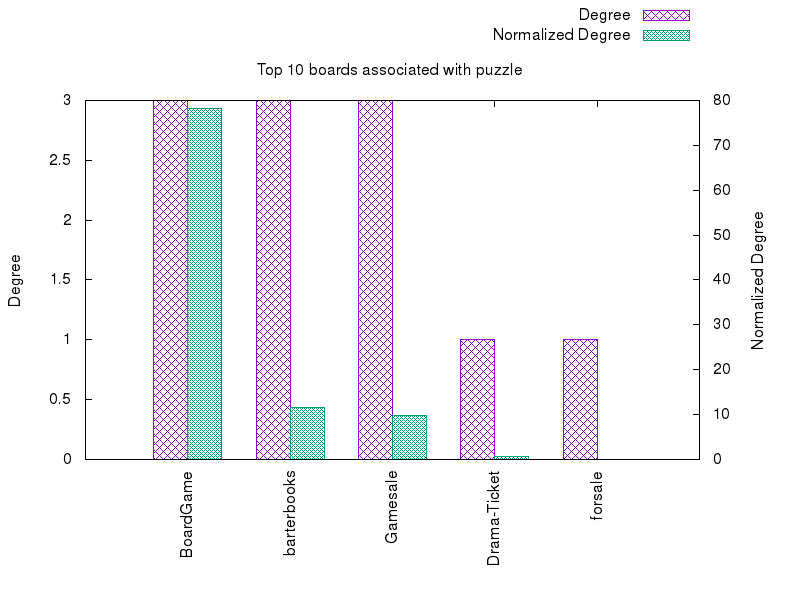 Degree
Normalized Degree
Top 10 boards associated with puzzle
3
2.5
2
1.5
1
0.5
0
80
70
60
50
40
30
20
10
0
Degree
Normalized Degree
BoardGame
barterbooks
Gamesale
Drama-Ticket
forsale